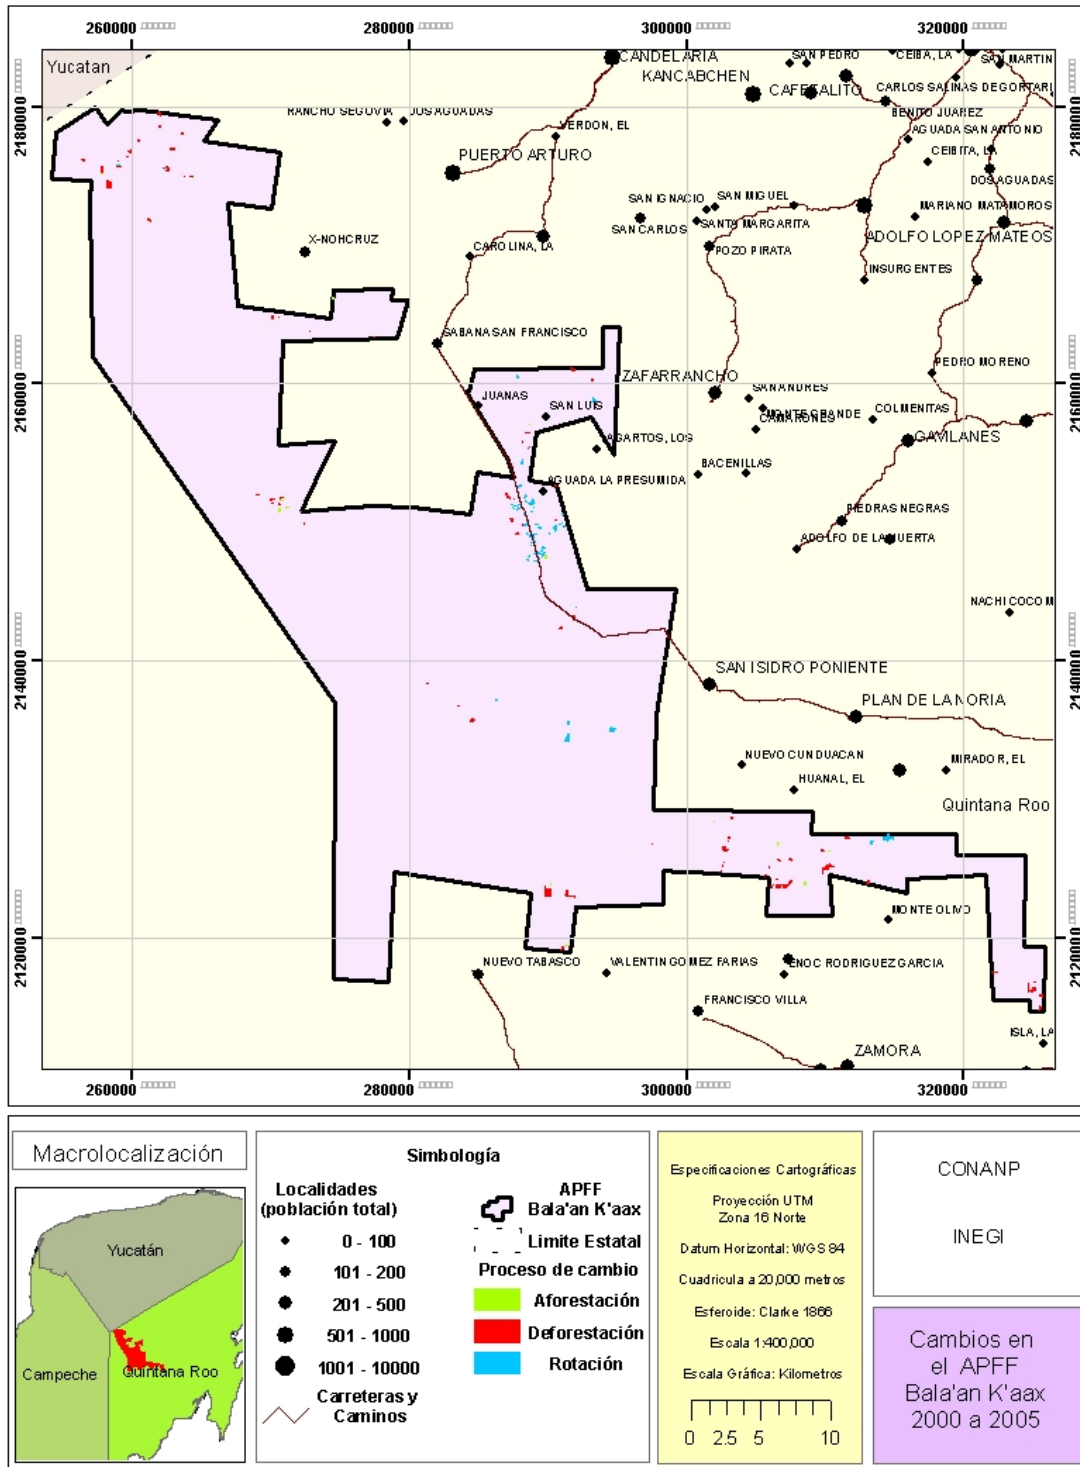 260000
280000
300000
320000
2180000
2160000
2140000
2120000
2180000
2160000
2140000
2120000
Yucatan
CANDELARIA
SAN PEDRO
CEIBA, LA
SAN MARTIN
KANCABCHEN
CAFETALITO
CARLOS SALINAS DE GORTARI
RANCHO SEGOVIA
DOS AGUADAS
BENITO JUAREZ
VERDON, EL
AGUADA SAN ANTONIO
PUERTO ARTURO
CEIBITA, LA
DOS AGUADAS
SAN IGNACIO
SAN MIGUEL
MARIANO MATAMOROS
SAN CARLOS
SANTA MARGARITA
X-NOHCRUZ
CAROLINA, LA
POZO PIRATA
ADOLFO LOPEZ MATEOS
INSURGENTES
SABANA SAN FRANCISCO
PEDRO MORENO
ZAFARRANCHO
SAN ANDRES
JUANAS
SAN LUIS
MONTE GRANDE
CAMARONES
COLMENITAS
AGARTOS, LOS
GAVILANES
BACENILLAS
AGUADA LA PRESUMIDA
PIEDRAS NEGRAS
ADOLFO DE LA HUERTA
NACHI COCOM
SAN ISIDRO PONIENTE
PLAN DE LA NORIA
NUEVO CUNDUACAN
MIRADOR, EL
HUANAL, EL
Quintana Roo
MONTE OLIVO
NUEVO TABASCO
VALENTIN GOMEZ FARIAS
ENOC RODRIGUEZ GARCIA
FRANCISCO VILLA
ISLA, LA
ZAMORA
260000
280000
300000
320000
Macrolocalización
Yucatán
Campeche
Quintana Roo
Simbología
Localidades
(población total)
0 - 100
101 - 200
201 - 500
501 - 1000
1001 - 10000
Carreteras y
Caminos
APFF
Bala'an K'aax
Limite Estatal
Proceso de cambio
Aforestación
Deforestación
Rotación
Especificaciones Cartográficas
Proyección UTM
Zona 16 Norte
Datum Horizontal: WGS 84
Cuadricula a 20,000 metros
Esferoide: Clarke 1866
Escala 1:400,000
Escala Gráfica: Kilometros
0 2.5 5 10
CONANP
INEGI
Cambios en
el APFF
Bala'an K'aax
2000 a 2005